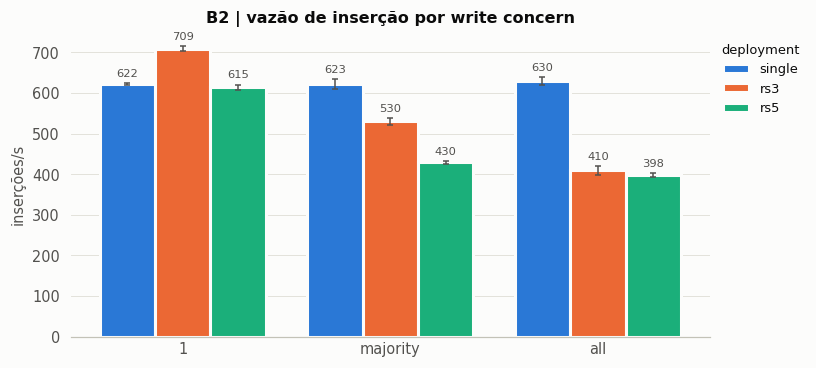 B2 | vazão de inserção por write concern
deployment
single
rs3
rs5
inserções/s
700
600
500
400
300
200
100
0
622
709
615
623
530
430
630
410
398
1
majority
all